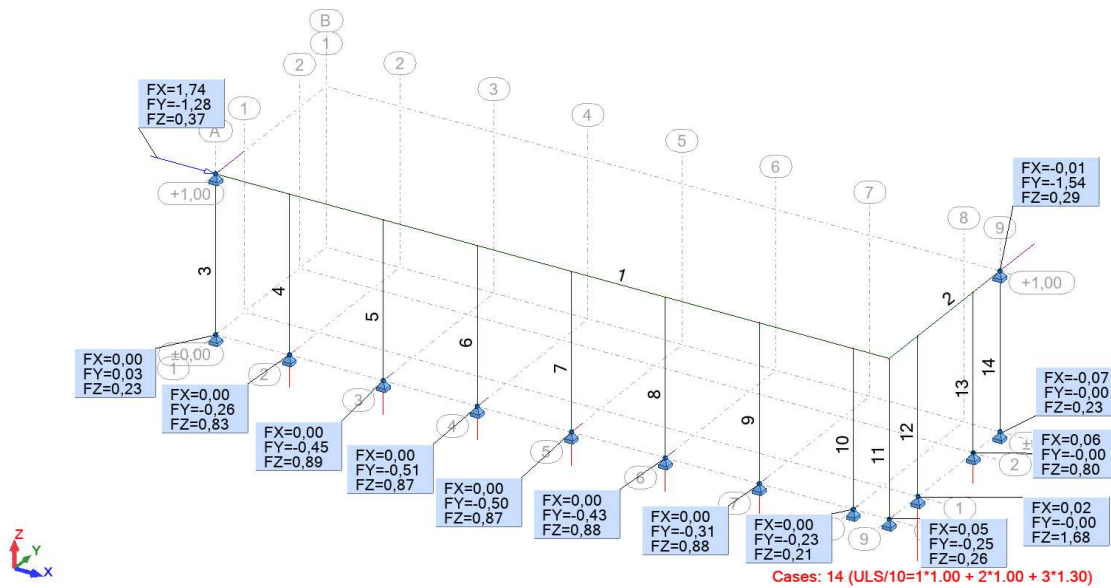 B
1
2
2
3
4
5
6
7
8
9
1
A
FX=1,74
FY=-1,28
FZ=0,37
+1,00
FX=-0,01
FY=-1,54
FZ=0,29
+1,00
3
4
5
6
7
8
9
10
11
12
13
14
1
2
±0,00
1
2
3
4
5
6
7
9
1
2
FX=0,00
FY=0,03
FZ=0,23
FX=0,00
FY=-0,26
FZ=0,83
FX=0,00
FY=-0,45
FZ=0,89
FX=0,00
FY=-0,51
FZ=0,87
FX=0,00
FY=-0,50
FZ=0,87
FX=0,00
FY=-0,43
FZ=0,88
FX=0,00
FY=-0,31
FZ=0,88
FX=0,00
FY=-0,23
FZ=0,21
FX=0,05
FY=-0,25
FZ=0,26
FX=0,02
FY=-0,00
FZ=1,68
FX=0,06
FY=-0,00
FZ=0,80
FX=-0,07
FY=-0,00
FZ=0,23
Z
Y
X
Cases: 14 (ULS/10=1*1.00 + 2*1.00 + 3*1.30)